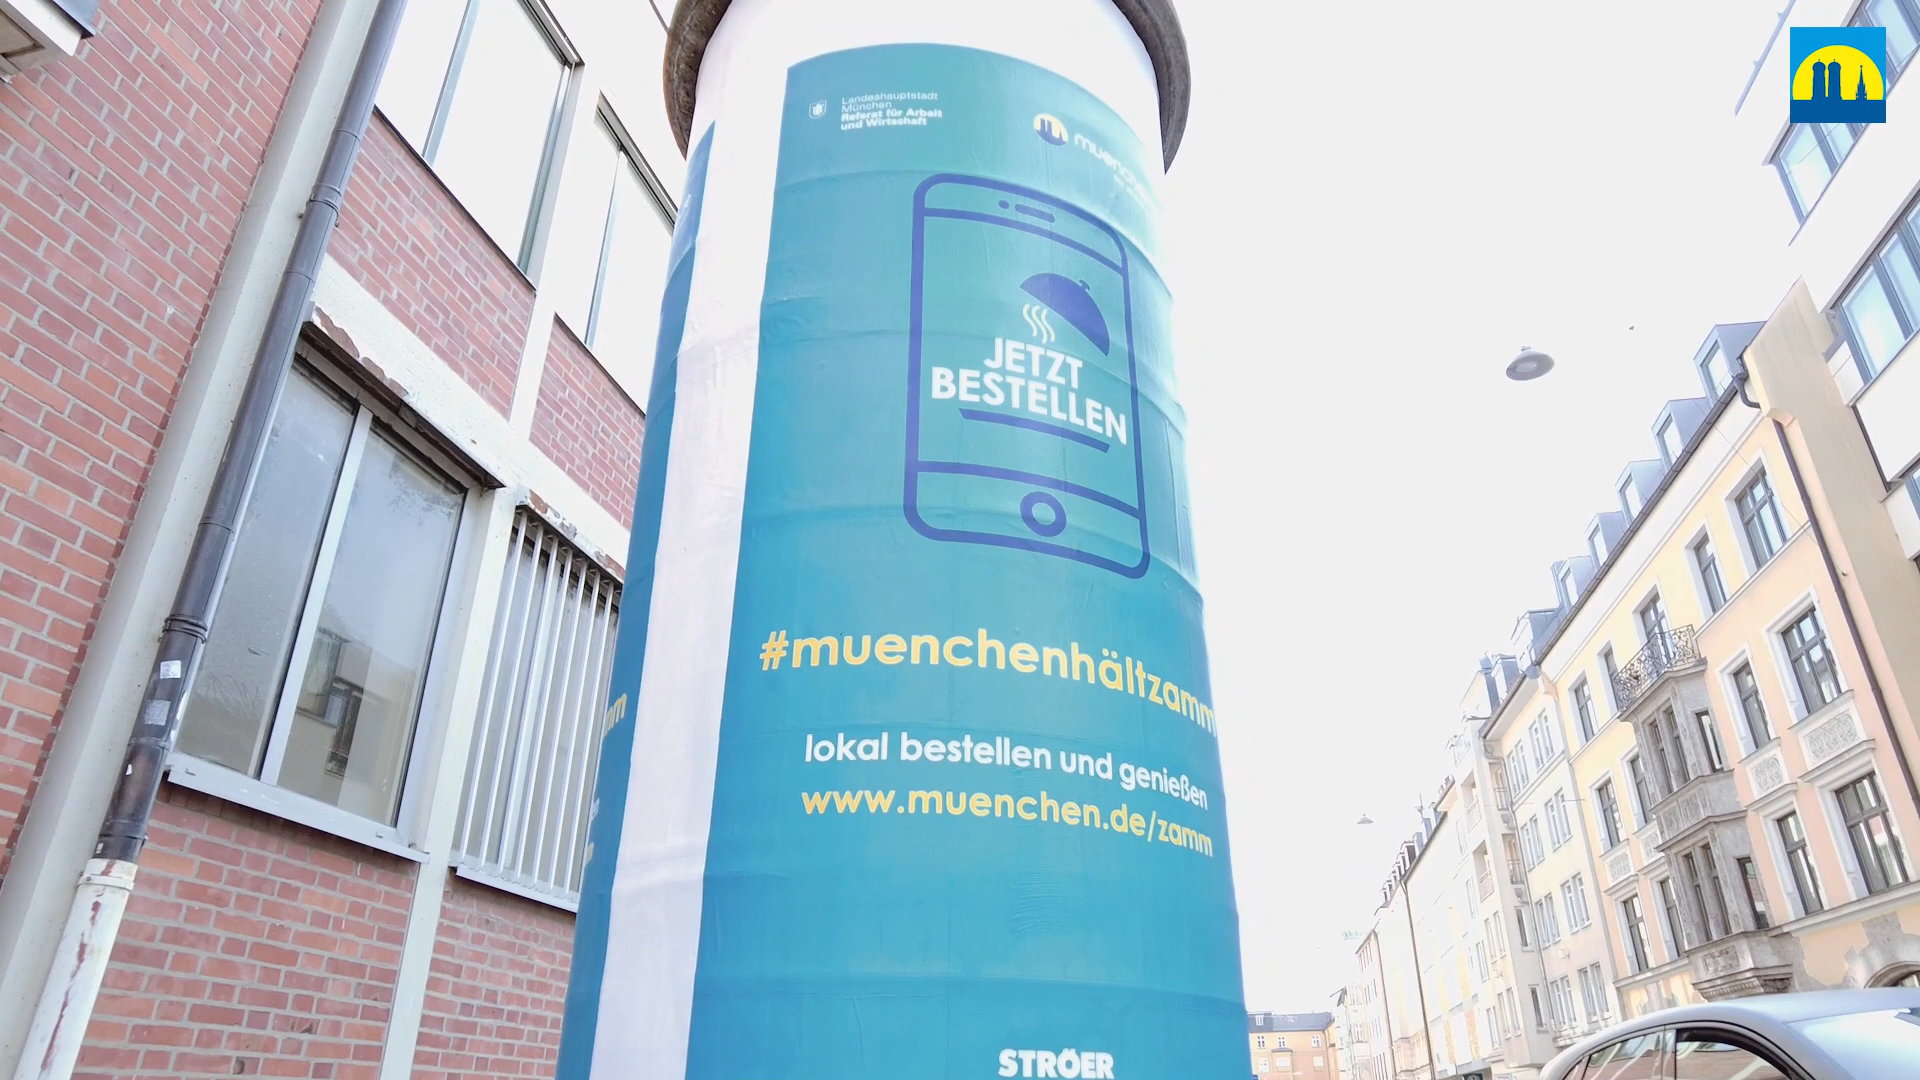 Landeshauptstadt
München
Referat für Arbeit
und Wirtschaft
JETZT
BESTELLEN
#muenchenhältzamm
lokal bestellen und genießen
www.muenchen.de/zamm
STRÖER